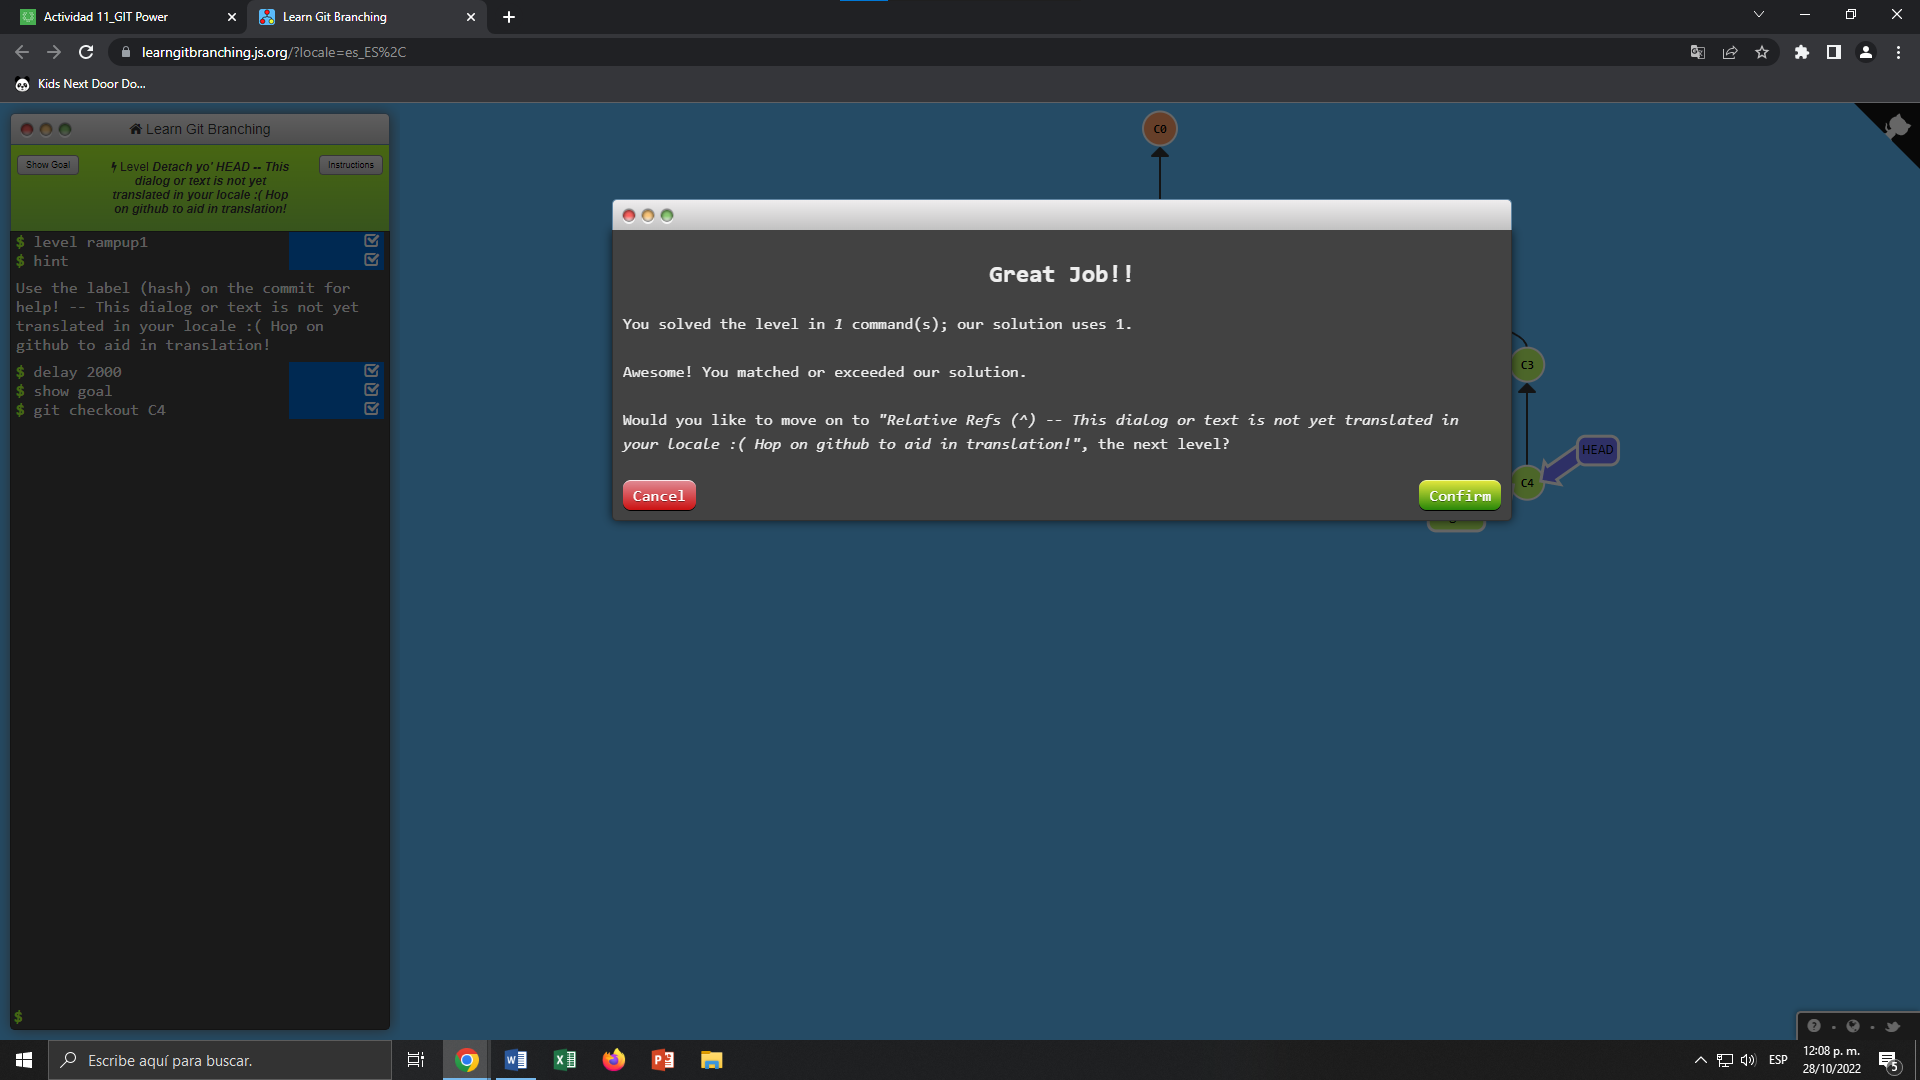 Actividad 11_GIT Power
Learn Git Branching
learngitbranching.js.org/?locale=es_ES%2C
Kids Next Door Do...
Learn Git Branching
Show Goal
Level Detach yo' HEAD -- This
dialog or text is not yet
translated in your locale :( Hop
on github to aid in translation!
Instructions
$ level rampup1
$ hint
Use the label (hash) on the commit for
help! -- This dialog or text is not yet
translated in your locale :( Hop on
github to aid in translation!
$ delay 2000
$ show goal
$ git checkout C4
$
C0
Great Job!!
You solved the level in 1 command(s); our solution uses 1.
Awesome! You matched or exceeded our solution.
Would you like to move on to "Relative Refs (^) -- This dialog or text is not yet translated in
your locale :( Hop on github to aid in translation!", the next level?
Cancel
Confirm
C3
HEAD
C4
Escribe aquí para buscar.
ESP
12:08 p. m.
28/10/2022
5